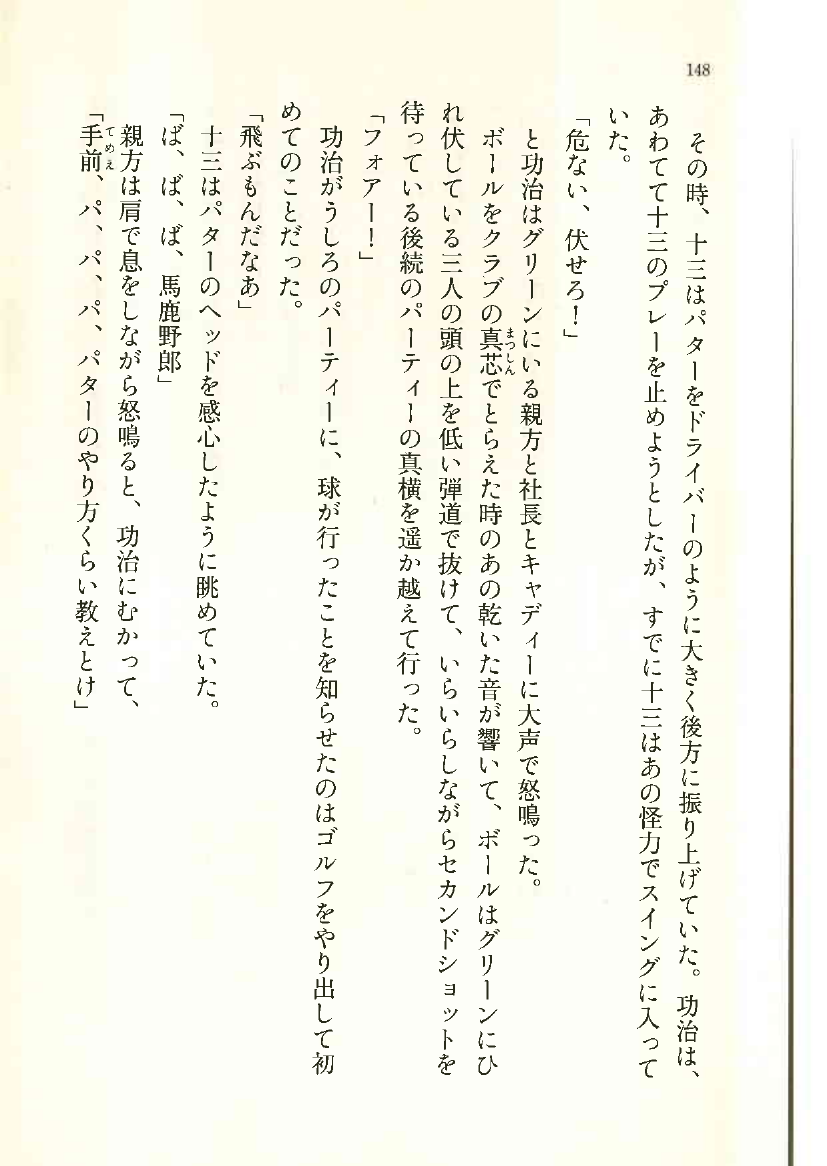 148
その時、十三はパターをドライバーのように大きく後方に振り上げていた。功治は、
あわてて十三のプレーを止めようとしたが、すでに十三はあの怪力でスイングに入って
いた。
「危ない、伏せろ！」
と功治はグリーンにいる親方と社長とキャディーに大声で怒鳴った。
ボールをクラブの真芯でとらえた時のあの乾いた音が響いて、ボールはグリーンにひ
まっしん
れ伏している三人の頭の上を低い弾道で抜けて、いらいらしながらセカンドショットを
待っている後続のパーティーの真横を遥か越えて行った。
「フォアー！」
功治がうしろのパーティーに、球が行ったことを知らせたのはゴルフをやり出して初
めてのことだった。
「飛ぶもんだなあ」
十三はパターのヘッドを感心したように眺めていた。
「ば、ば、ば、馬鹿野郎」
親方は肩で息をしながら怒鳴ると、功治にむかって、
「手前、パ、パ、パ、パターのやり方くらい教えとけ」
てめえ